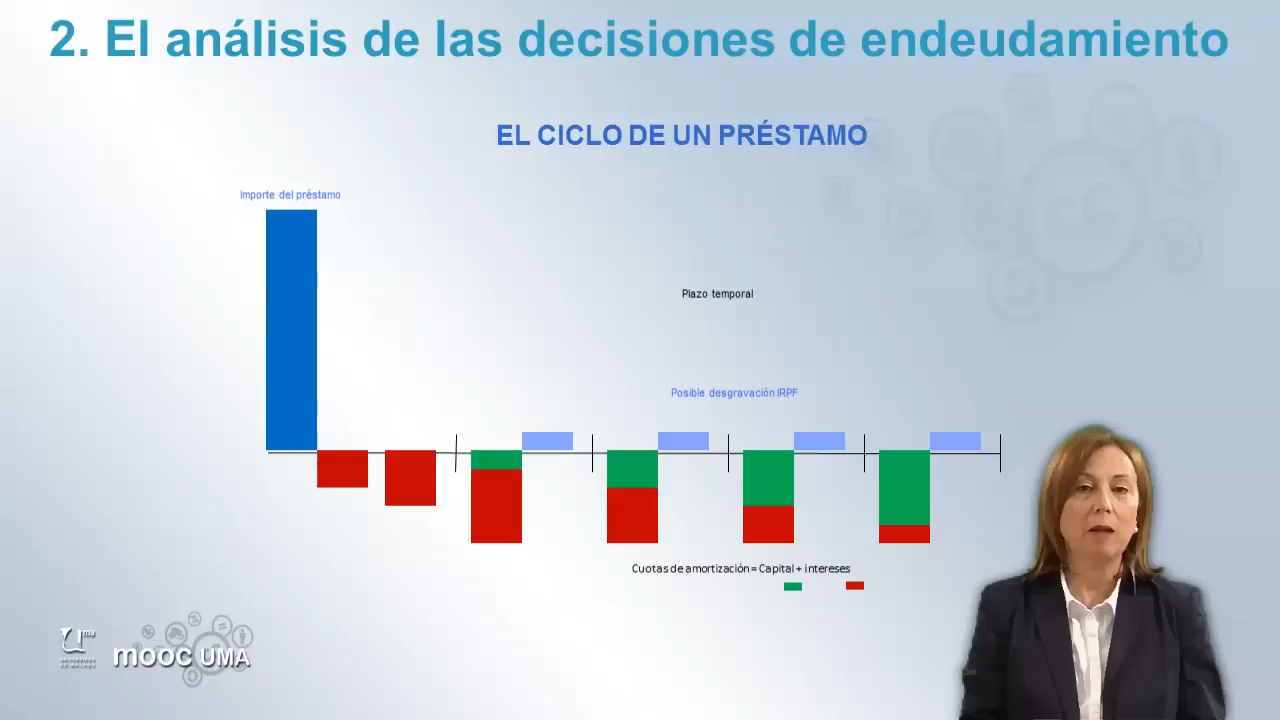 2. El análisis de las decisiones de endeudamiento
EL CICLO DE UN PRÉSTAMO
Importe del préstamo
Plazo temporal
Posible desgravación IRPF
Cuotas de amortización = Capital + intereses
uma
mooc UMA